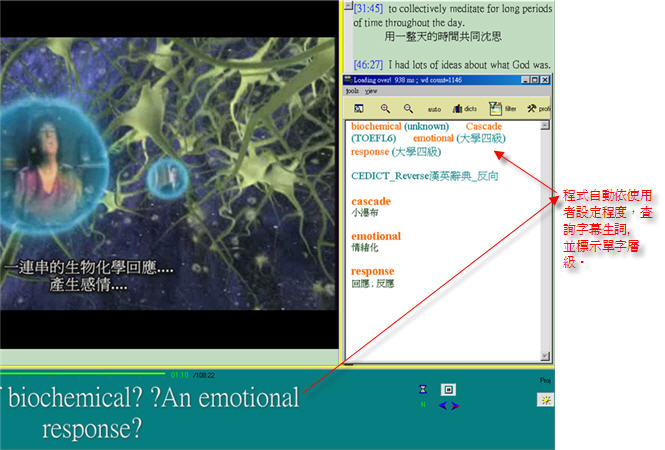 [31:45] to collectively meditate for long periods
of time throughout the day.
用一整天的時間共同沈思
[46:27] I had lots of ideas about what God was.
Loading over! 938 ms ; wd count=1146
tools view
auto dicts filter profi
biochemical (unknown) Cascade
(TOEFL6) emotional (大學四級)
response (大學四級)
CEDICT_Reverse漢英辭典_反向
cascade
小瀑布
emotional
情緒化
response
回應 ; 反應
程式自動依使用
者設定程度，查
詢字幕生詞,
並標示單字層
級。
一連串的生物化學回應....
產生感情....
01:10 /108:22
f biochemical? ?An emotional
response?
Proj
N